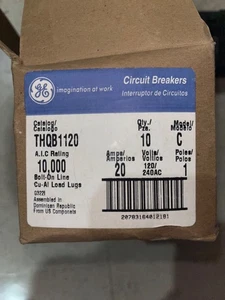 GE imagination at work
Circuit Breakers
Interruptor de Circuitos
Catalog/ Qty./ Model/
Catalogo Pza. Modelo
THQB1120 10 C
A.I.C Rating Amps/ Volts/ Poles/
Amperios Voltios Polos
10,000 20 120/ 1
240AC
Bolt-On Line
Cu-Al Load Lugs
Assembled in
Dominican Republic
From US Components